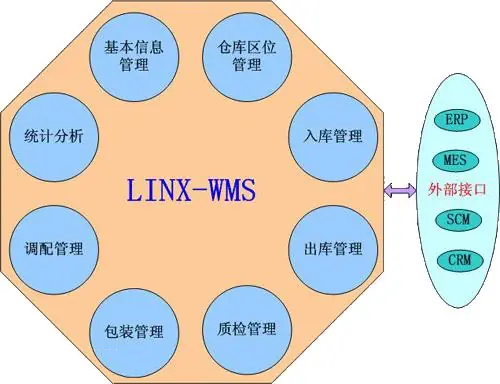 基本信息
管理
仓库区位
管理
统计分析
入库管理
LINX-WMS
调配管理
出库管理
包装管理
质检管理
ERP
MES
外部接口
SCM
CRM